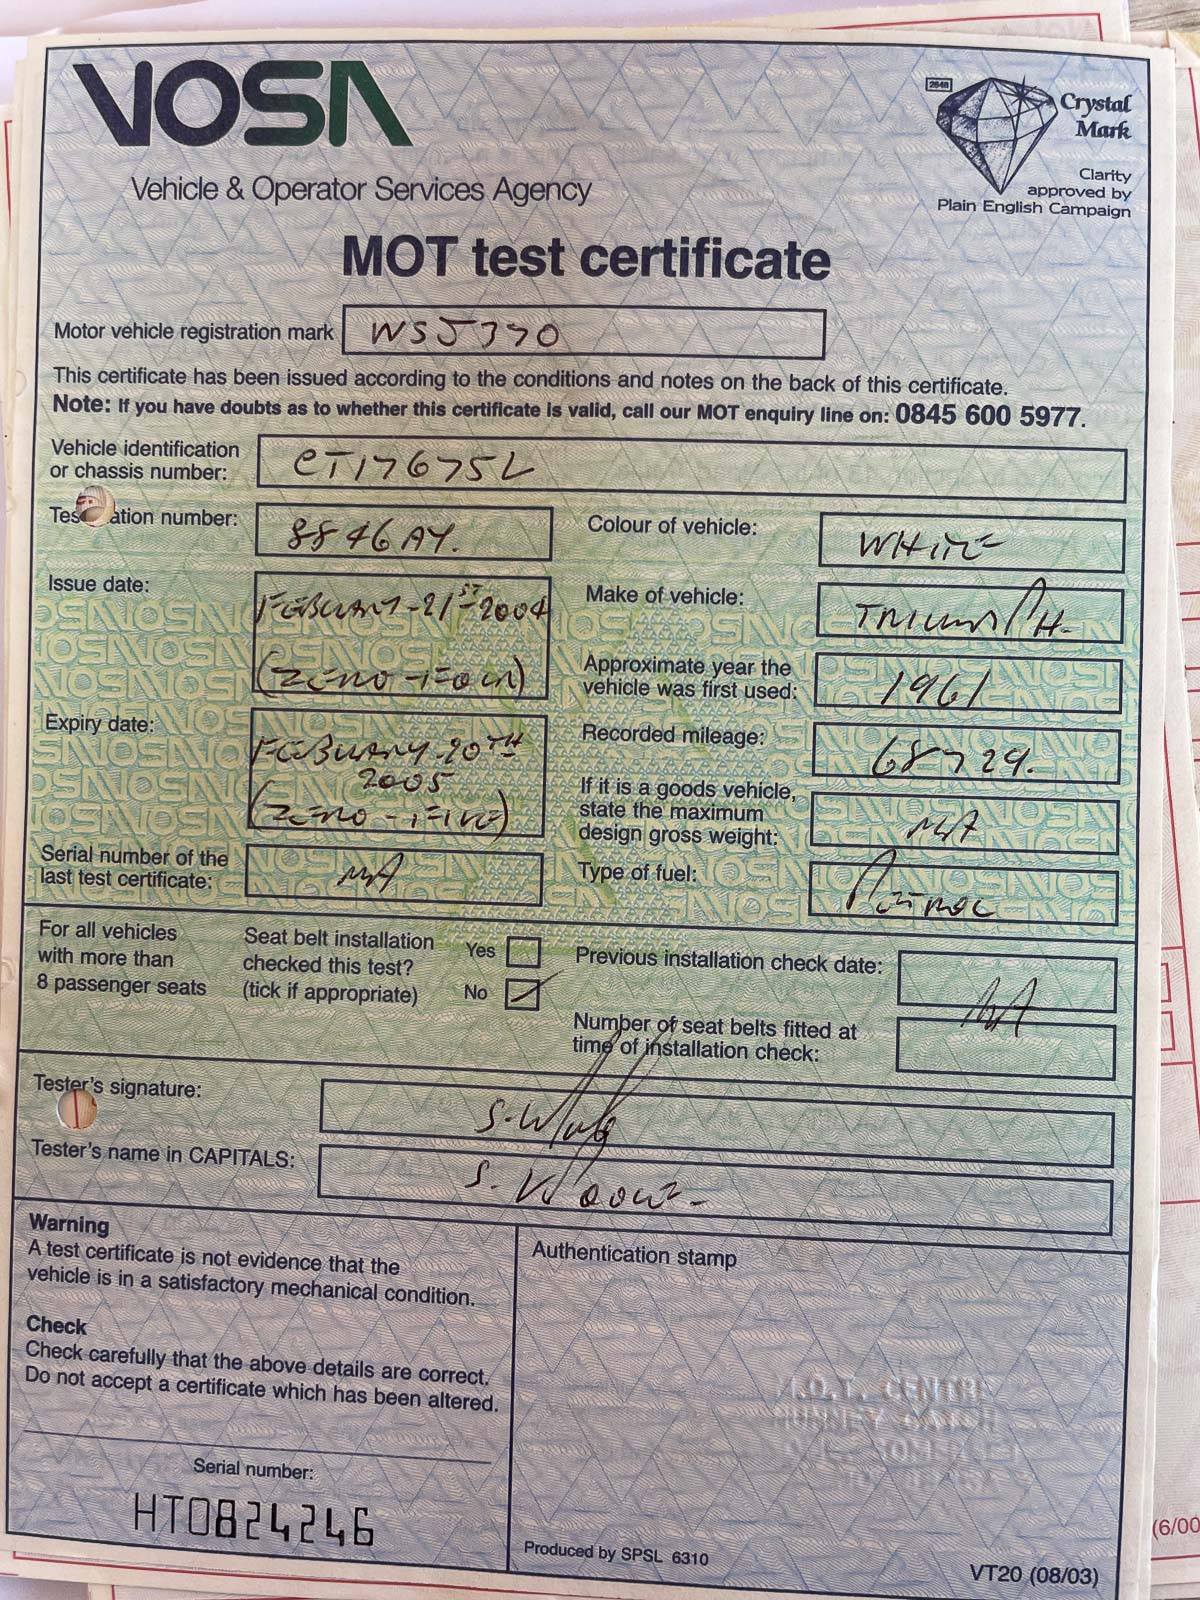 VOSA
Vehicle & Operator Services Agency
2648
Crystal
Mark
Clarity
approved by
Plain English Campaign
MOT test certificate
Motor vehicle registration mark WSJ770
This certificate has been issued according to the conditions and notes on the back of this certificate.
Note: If you have doubts as to whether this certificate is valid, call our MOT enquiry line on: 0845 600 5977.
Vehicle identification
or chassis number: CT17675L
ation number: 8846AY.
Colour of vehicle: WHITE
Issue date: FEBUARY-21ST-2004
(ZERO-FOUR)
Make of vehicle: TRIUMPH-
Approximate year the
vehicle was first used: 1961
Expiry date: FEBUARY-20TH
2005
(ZERO-FIVE)
Recorded mileage: 68729.
If it is a goods vehicle,
state the maximum
design gross weight: NA
Serial number of the
last test certificate: NA
Type of fuel: PETROL
For all vehicles
with more than
8 passenger seats
Seat belt installation
checked this test?
(tick if appropriate)
Yes
No
Previous installation check date:
NA
Number of seat belts fitted at
time of installation check:
Tester's signature:
Tester's name in CAPITALS: S.
Warning
A test certificate is not evidence that the
vehicle is in a satisfactory mechanical condition.
Check
Check carefully that the above details are correct.
Do not accept a certificate which has been altered.
Serial number:
HT0824246
Authentication stamp
M.O.T. CENTRE
Produced by SPSL 6310
VT20 (08/03)
(6/00